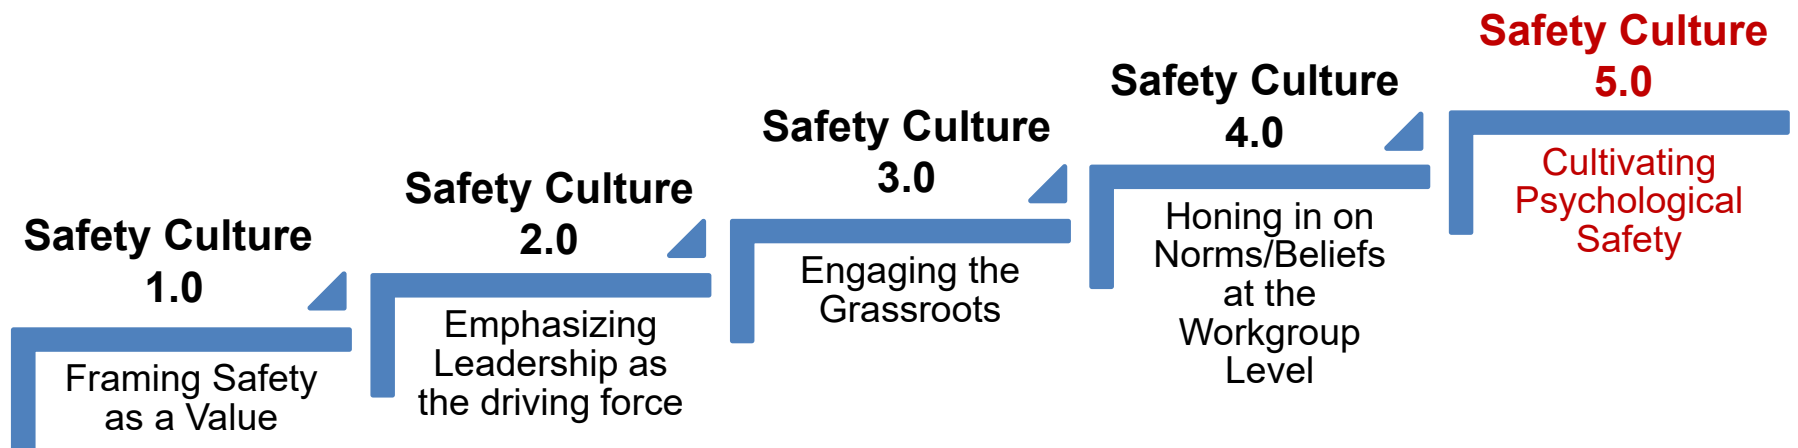 Safety Culture
1.0
Framing Safety
as a Value
Safety Culture
2.0
Emphasizing
Leadership as
the driving force
Safety Culture
3.0
Engaging the
Grassroots
Safety Culture
4.0
Honing in on
Norms/Beliefs
at the
Workgroup
Level
Safety Culture
5.0
Cultivating
Psychological
Safety